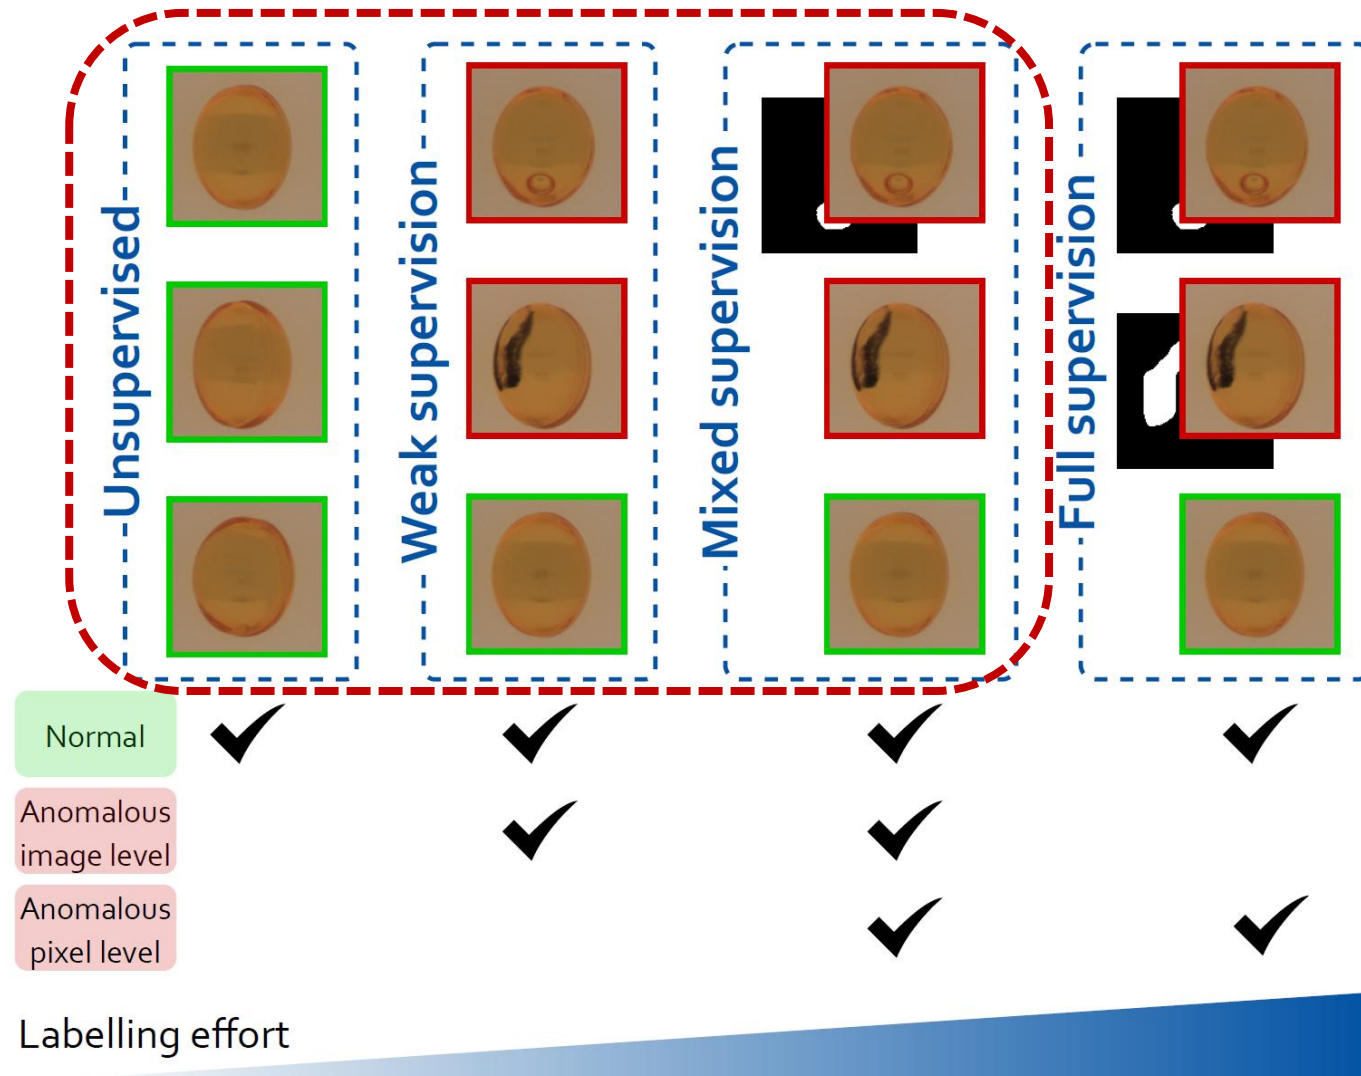 Unsupervised
Weak supervision
Mixed supervision
Full supervision
Normal
Anomalous
image level
Anomalous
pixel level
Labelling effort